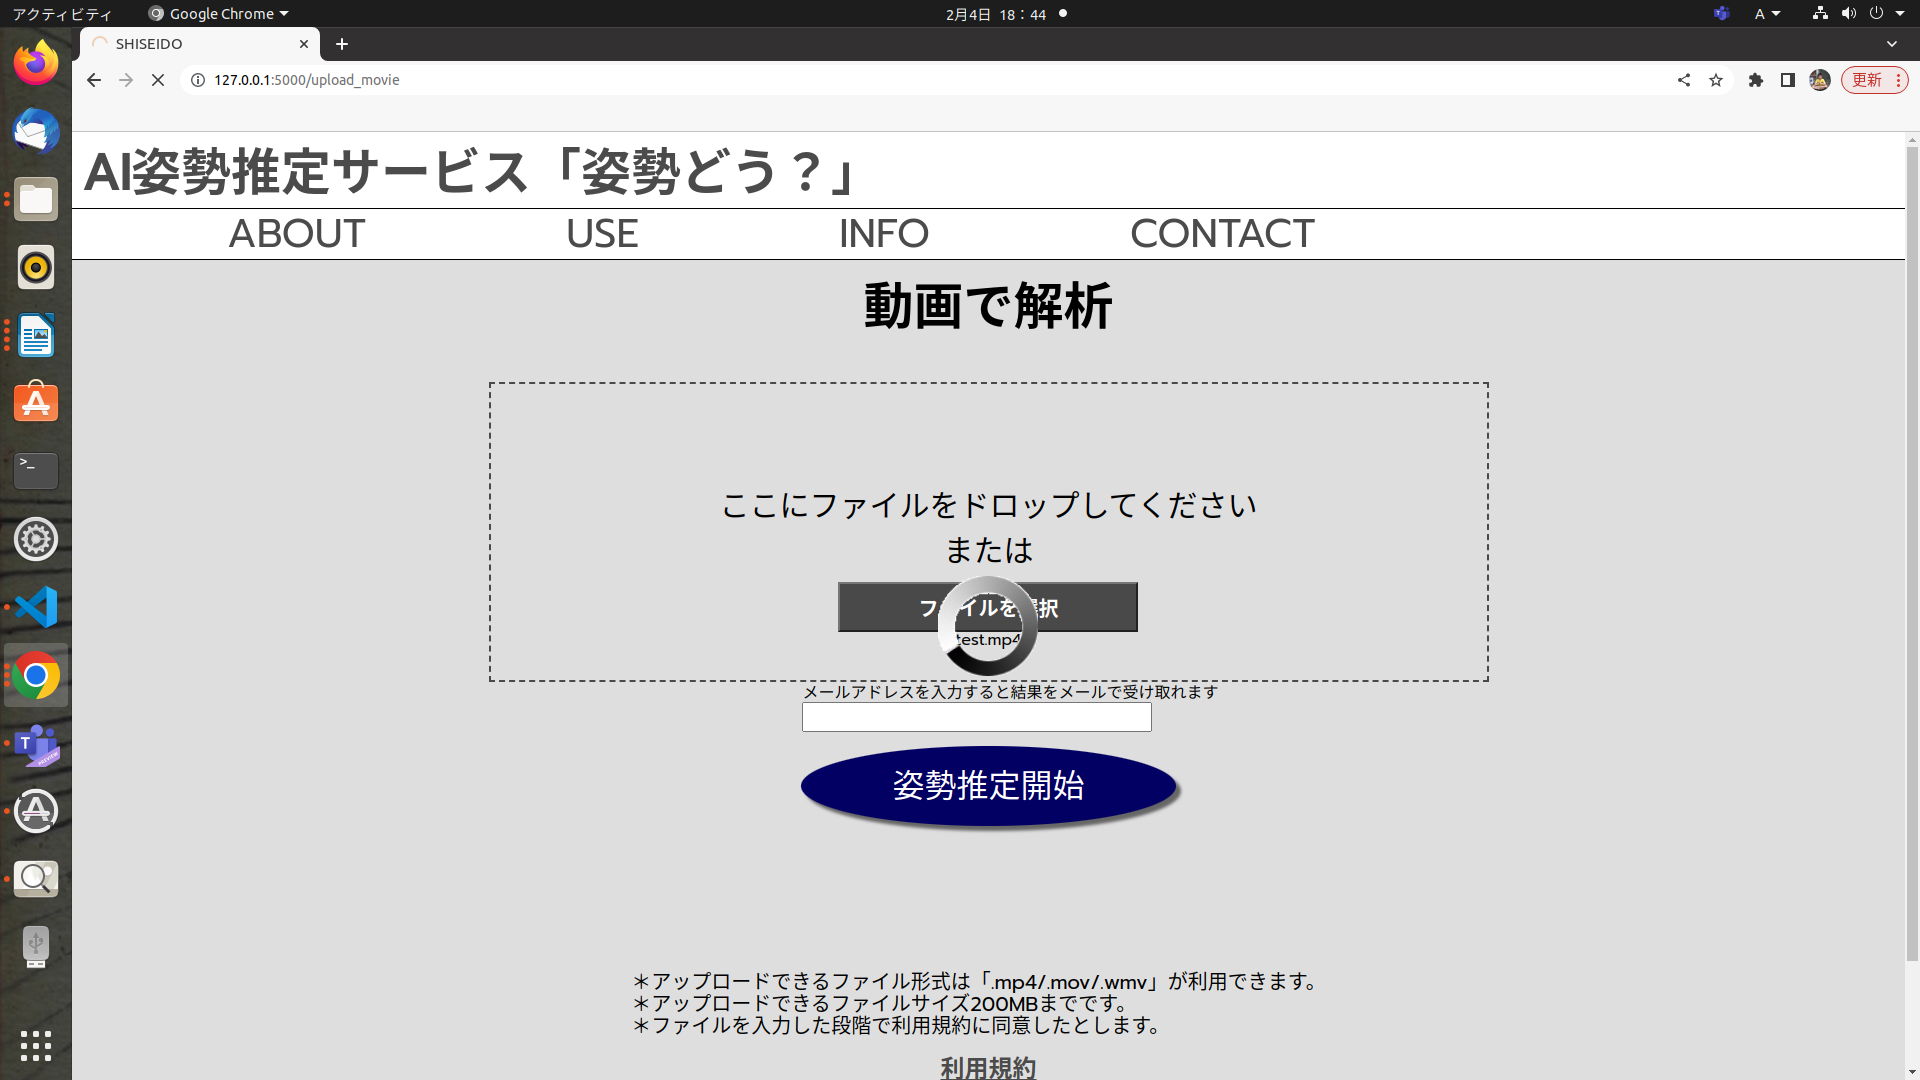 アクティビティ
Google Chrome
2月4日 18：44
A
SHISEIDO
127.0.0.1:5000/upload_movie
更新
AI姿勢推定サービス「姿勢どう？」
ABOUT USE INFO CONTACT
動画で解析
ここにファイルをドロップしてください
または
ファイルを選択
test.mp4
メールアドレスを入力すると結果をメールで受け取れます
姿勢推定開始
＊アップロードできるファイル形式は「.mp4/.mov/.wmv」が利用できます。
＊アップロードできるファイルサイズ200MBまでです。
＊ファイルを入力した段階で利用規約に同意したとします。
利用規約